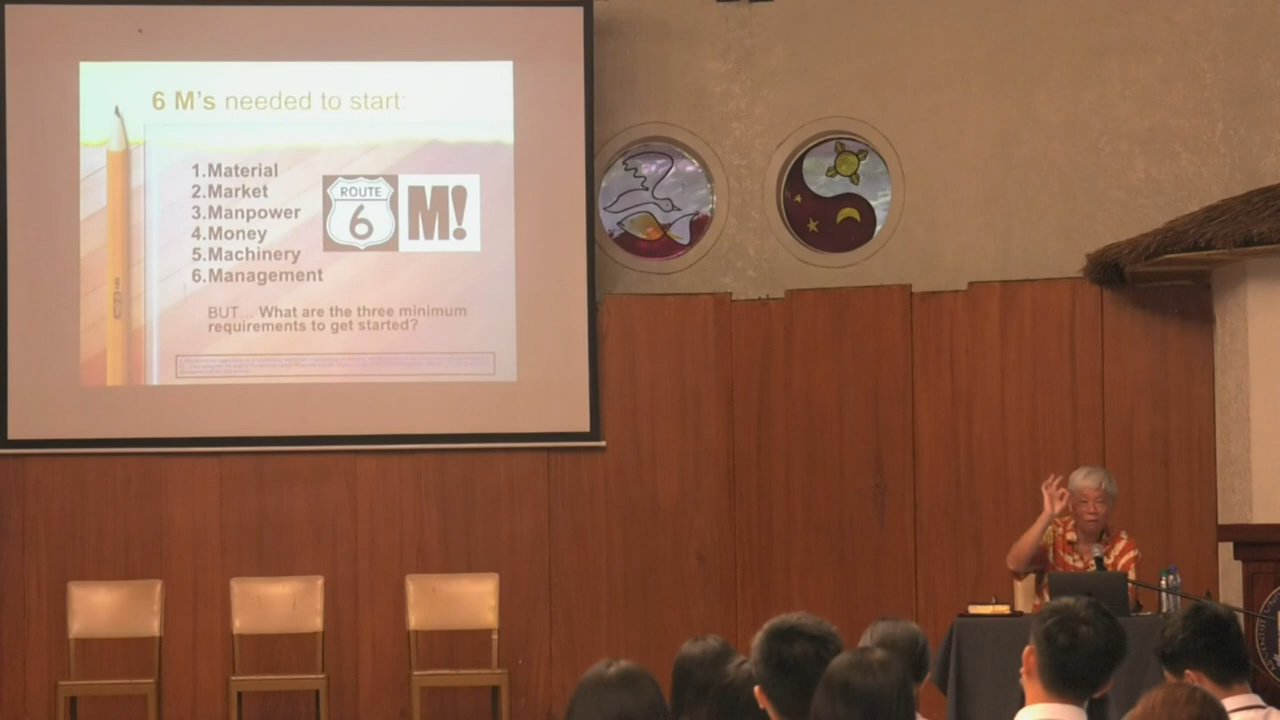 6 M's needed to start:
1.Material
2.Market
3.Manpower
4.Money
5.Machinery
6.Management
ROUTE
6
M!
BUT... What are the three minimum
requirements to get started?